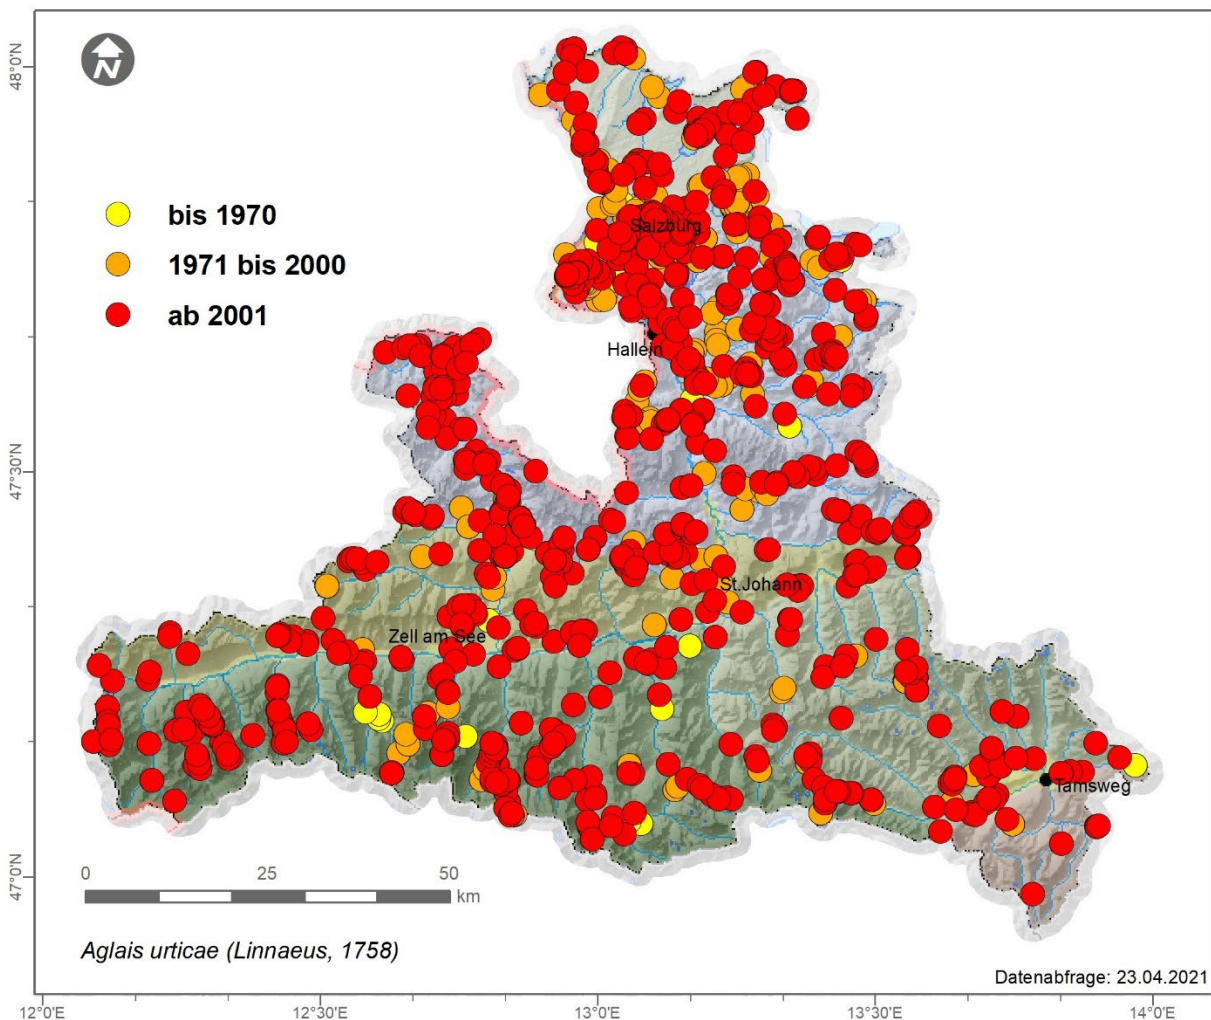 N
48°0'N
bis 1970
1971 bis 2000
ab 2001
Salzburg
Hallein
47°30'N
St.Johann
Zell am See
Tamsweg
47°0'N
0 25 50
km
Aglais urticae (Linnaeus, 1758)
Datenabfrage: 23.04.2021
12°0'E 12°30'E 13°0'E 13°30'E 14°0'E